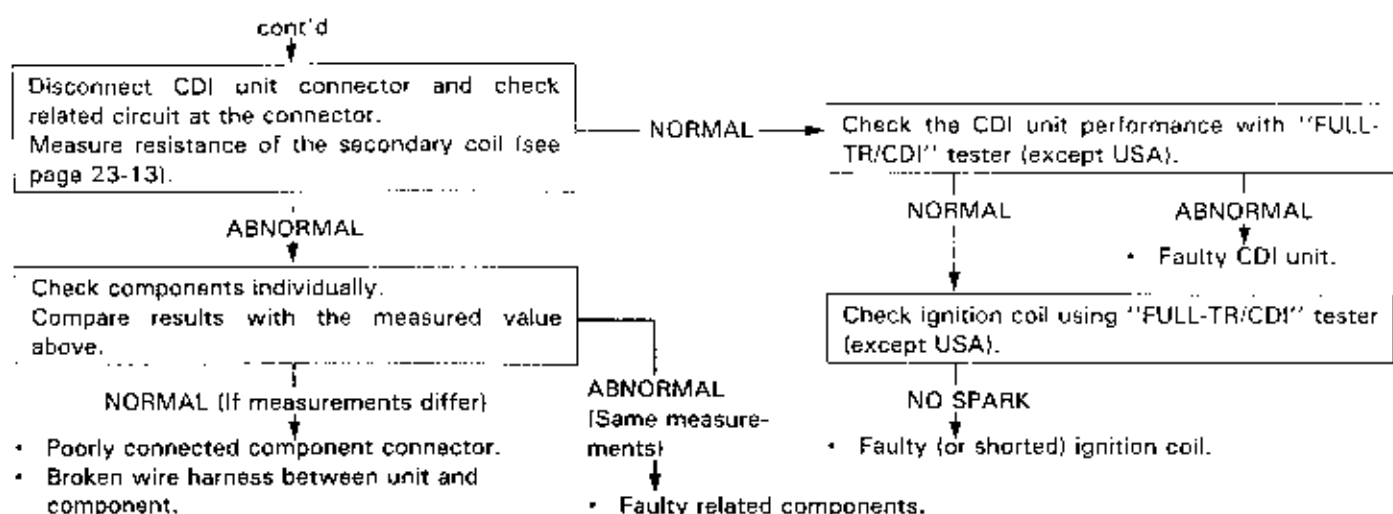 cont'd
Disconnect CDI unit connector and check
related circuit at the connector.
Measure resistance of the secondary coil (see
page 23-13).
NORMAL
Check the CDI unit performance with ''FULL-
TR/CDI'' tester (except USA).
ABNORMAL
NORMAL
ABNORMAL
• Faulty CDI unit.
Check components individually.
Compare results with the measured value
above.
Check ignition coil using ''FULL-TR/CDI'' tester
(except USA).
NORMAL (If measurements differ)
ABNORMAL
(Same measure-
ments)
NO SPARK
• Poorly connected component connector.
• Broken wire harness between unit and
component.
• Faulty (or shorted) ignition coil.
• Faulty related components.